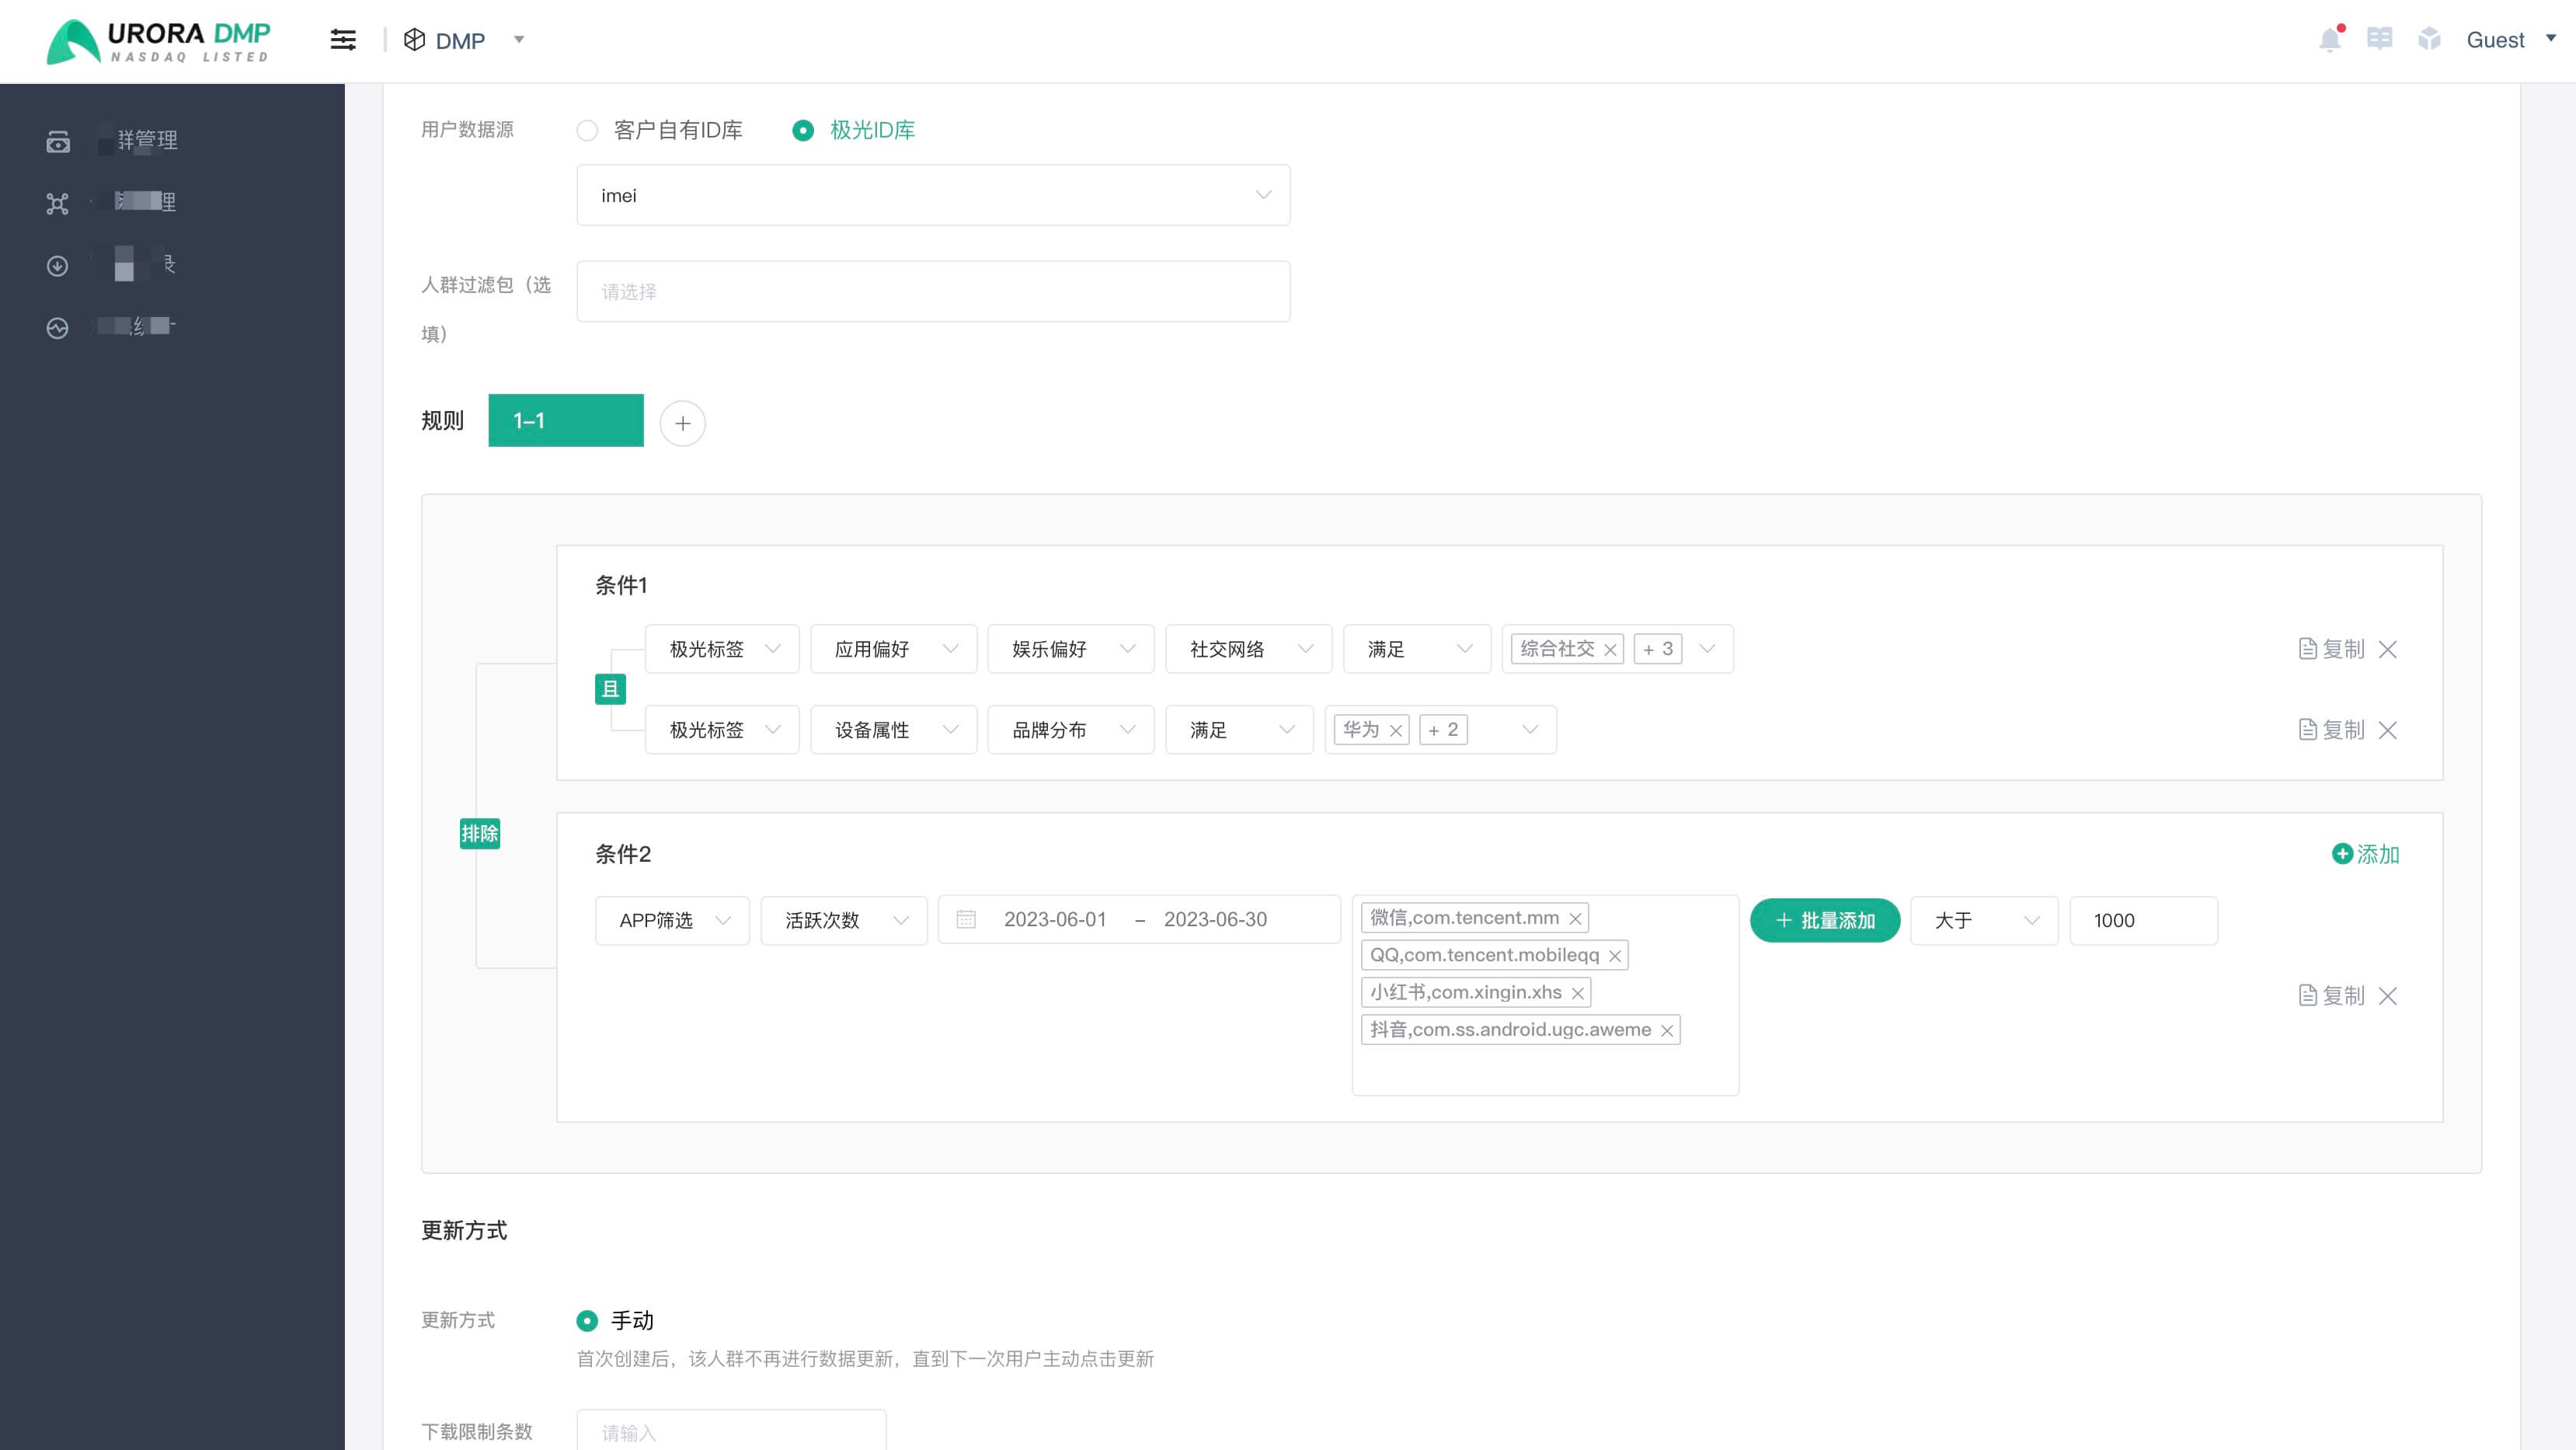 URORA DMP
NASDAQ LISTED
DMP
Guest
群管理
理
录
用户数据源
客户自有ID库
极光ID库
imei
人群过滤包（选
填）
请选择
规则
1-1
+
条件1
极光标签
应用偏好
娱乐偏好
社交网络
满足
综合社交
+ 3
复制
且
极光标签
设备属性
品牌分布
满足
华为
+ 2
复制
排除
条件2
添加
APP筛选
活跃次数
2023-06-01 - 2023-06-30
微信,com.tencent.mm
QQ,com.tencent.mobileqq
小红书,com.xingin.xhs
抖音,com.ss.android.ugc.aweme
+ 批量添加
大于
1000
复制
更新方式
更新方式
手动
首次创建后，该人群不再进行数据更新，直到下一次用户主动点击更新
下载限制条数
请输入